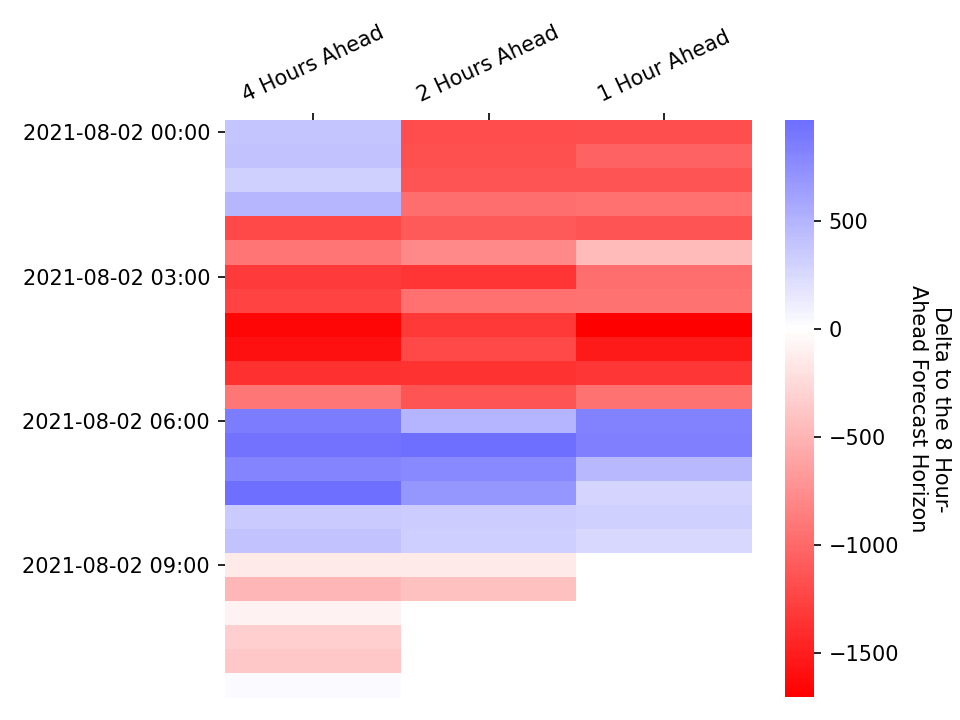 4 Hours Ahead
2 Hours Ahead
1 Hour Ahead
2021-08-02 00:00
2021-08-02 03:00
2021-08-02 06:00
2021-08-02 09:00
500
0
−500
−1000
−1500
Delta to the 8 Hour-
Ahead Forecast Horizon